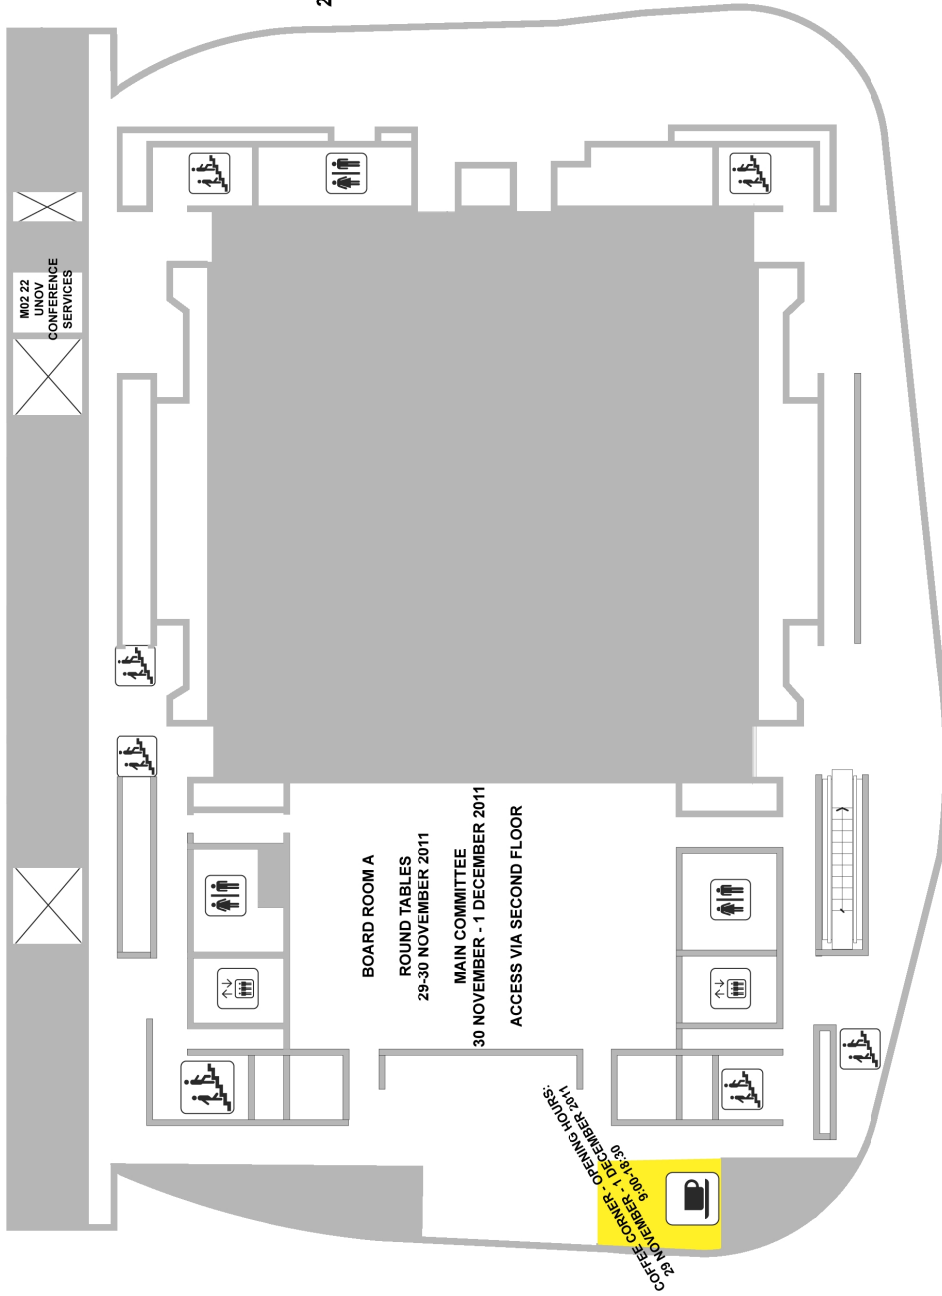 2
M02 22
UNOV
CONFERENCE
SERVICES
BOARD ROOM A
ROUND TABLES
29-30 NOVEMBER 2011
MAIN COMMITTEE
30 NOVEMBER - 1 DECEMBER 2011
ACCESS VIA SECOND FLOOR
COFFEE CORNER - OPENING HOURS:
29 NOVEMBER - 1 DECEMBER 2011
9:00-18:30